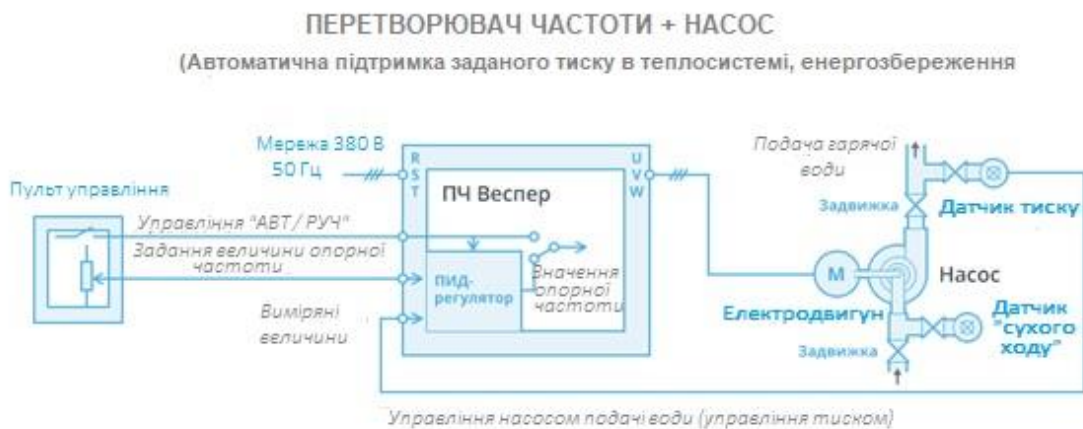 ПЕРЕТВОРЮВАЧ ЧАСТОТИ + НАСОС
(Автоматична підтримка заданого тиску в теплосистемі, енергозбереження
Мережа 380 В
50 Гц
Пульт управління
Управління "АВТ / РУЧ"
Задання величини опорної
частоти
Виміряні
величини
R
S
T
U
V
W
ПЧ Веспер
ПИД-
регулятор
Значення
опорної
частоти
Подача гарячої
води
Задвижка
Датчик тиску
М
Насос
Електродвигун
Датчик
"сухого
ходу"
Задвижка
Управління насосом подачі води (управління тиском)